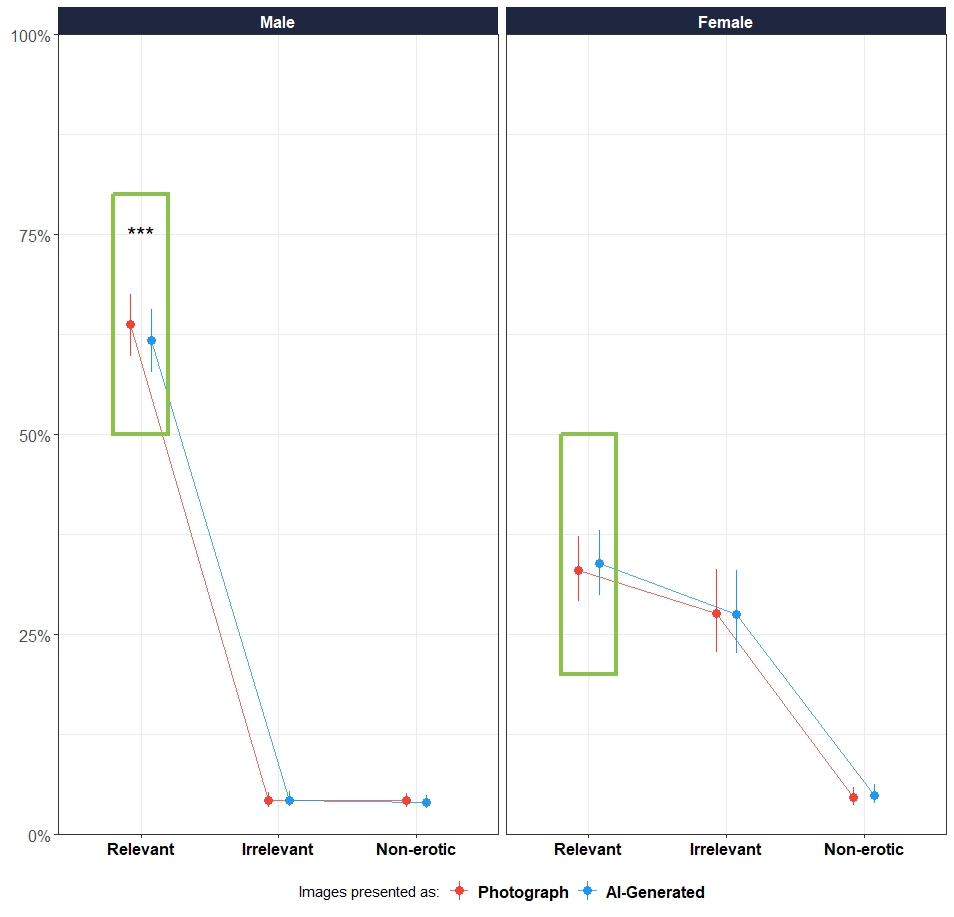 Male Female
100%
75%
***
50%
25%
0%
Relevant Irrelevant Non-erotic Relevant Irrelevant Non-erotic
Images presented as: Photograph AI-Generated